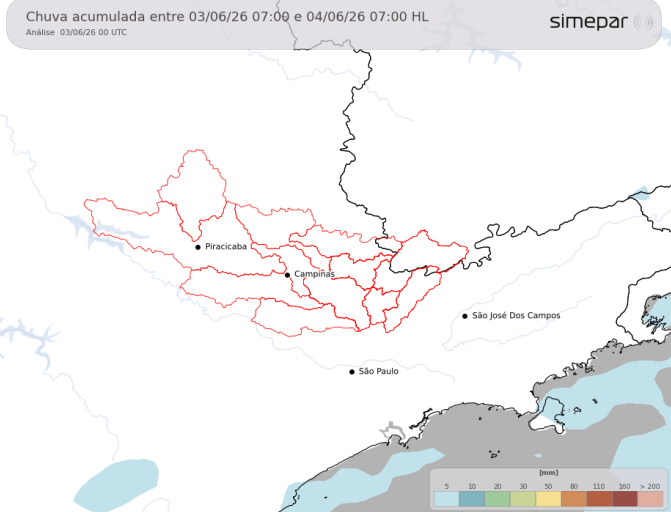 Chuva acumulada entre 03/06/26 07:00 e 04/06/26 07:00 HL
Análise 03/06/26 00 UTC
simepar
Piracicaba
Campinas
São José Dos Campos
São Paulo
[mm]
5 10 20 30 50 80 110 160 > 200